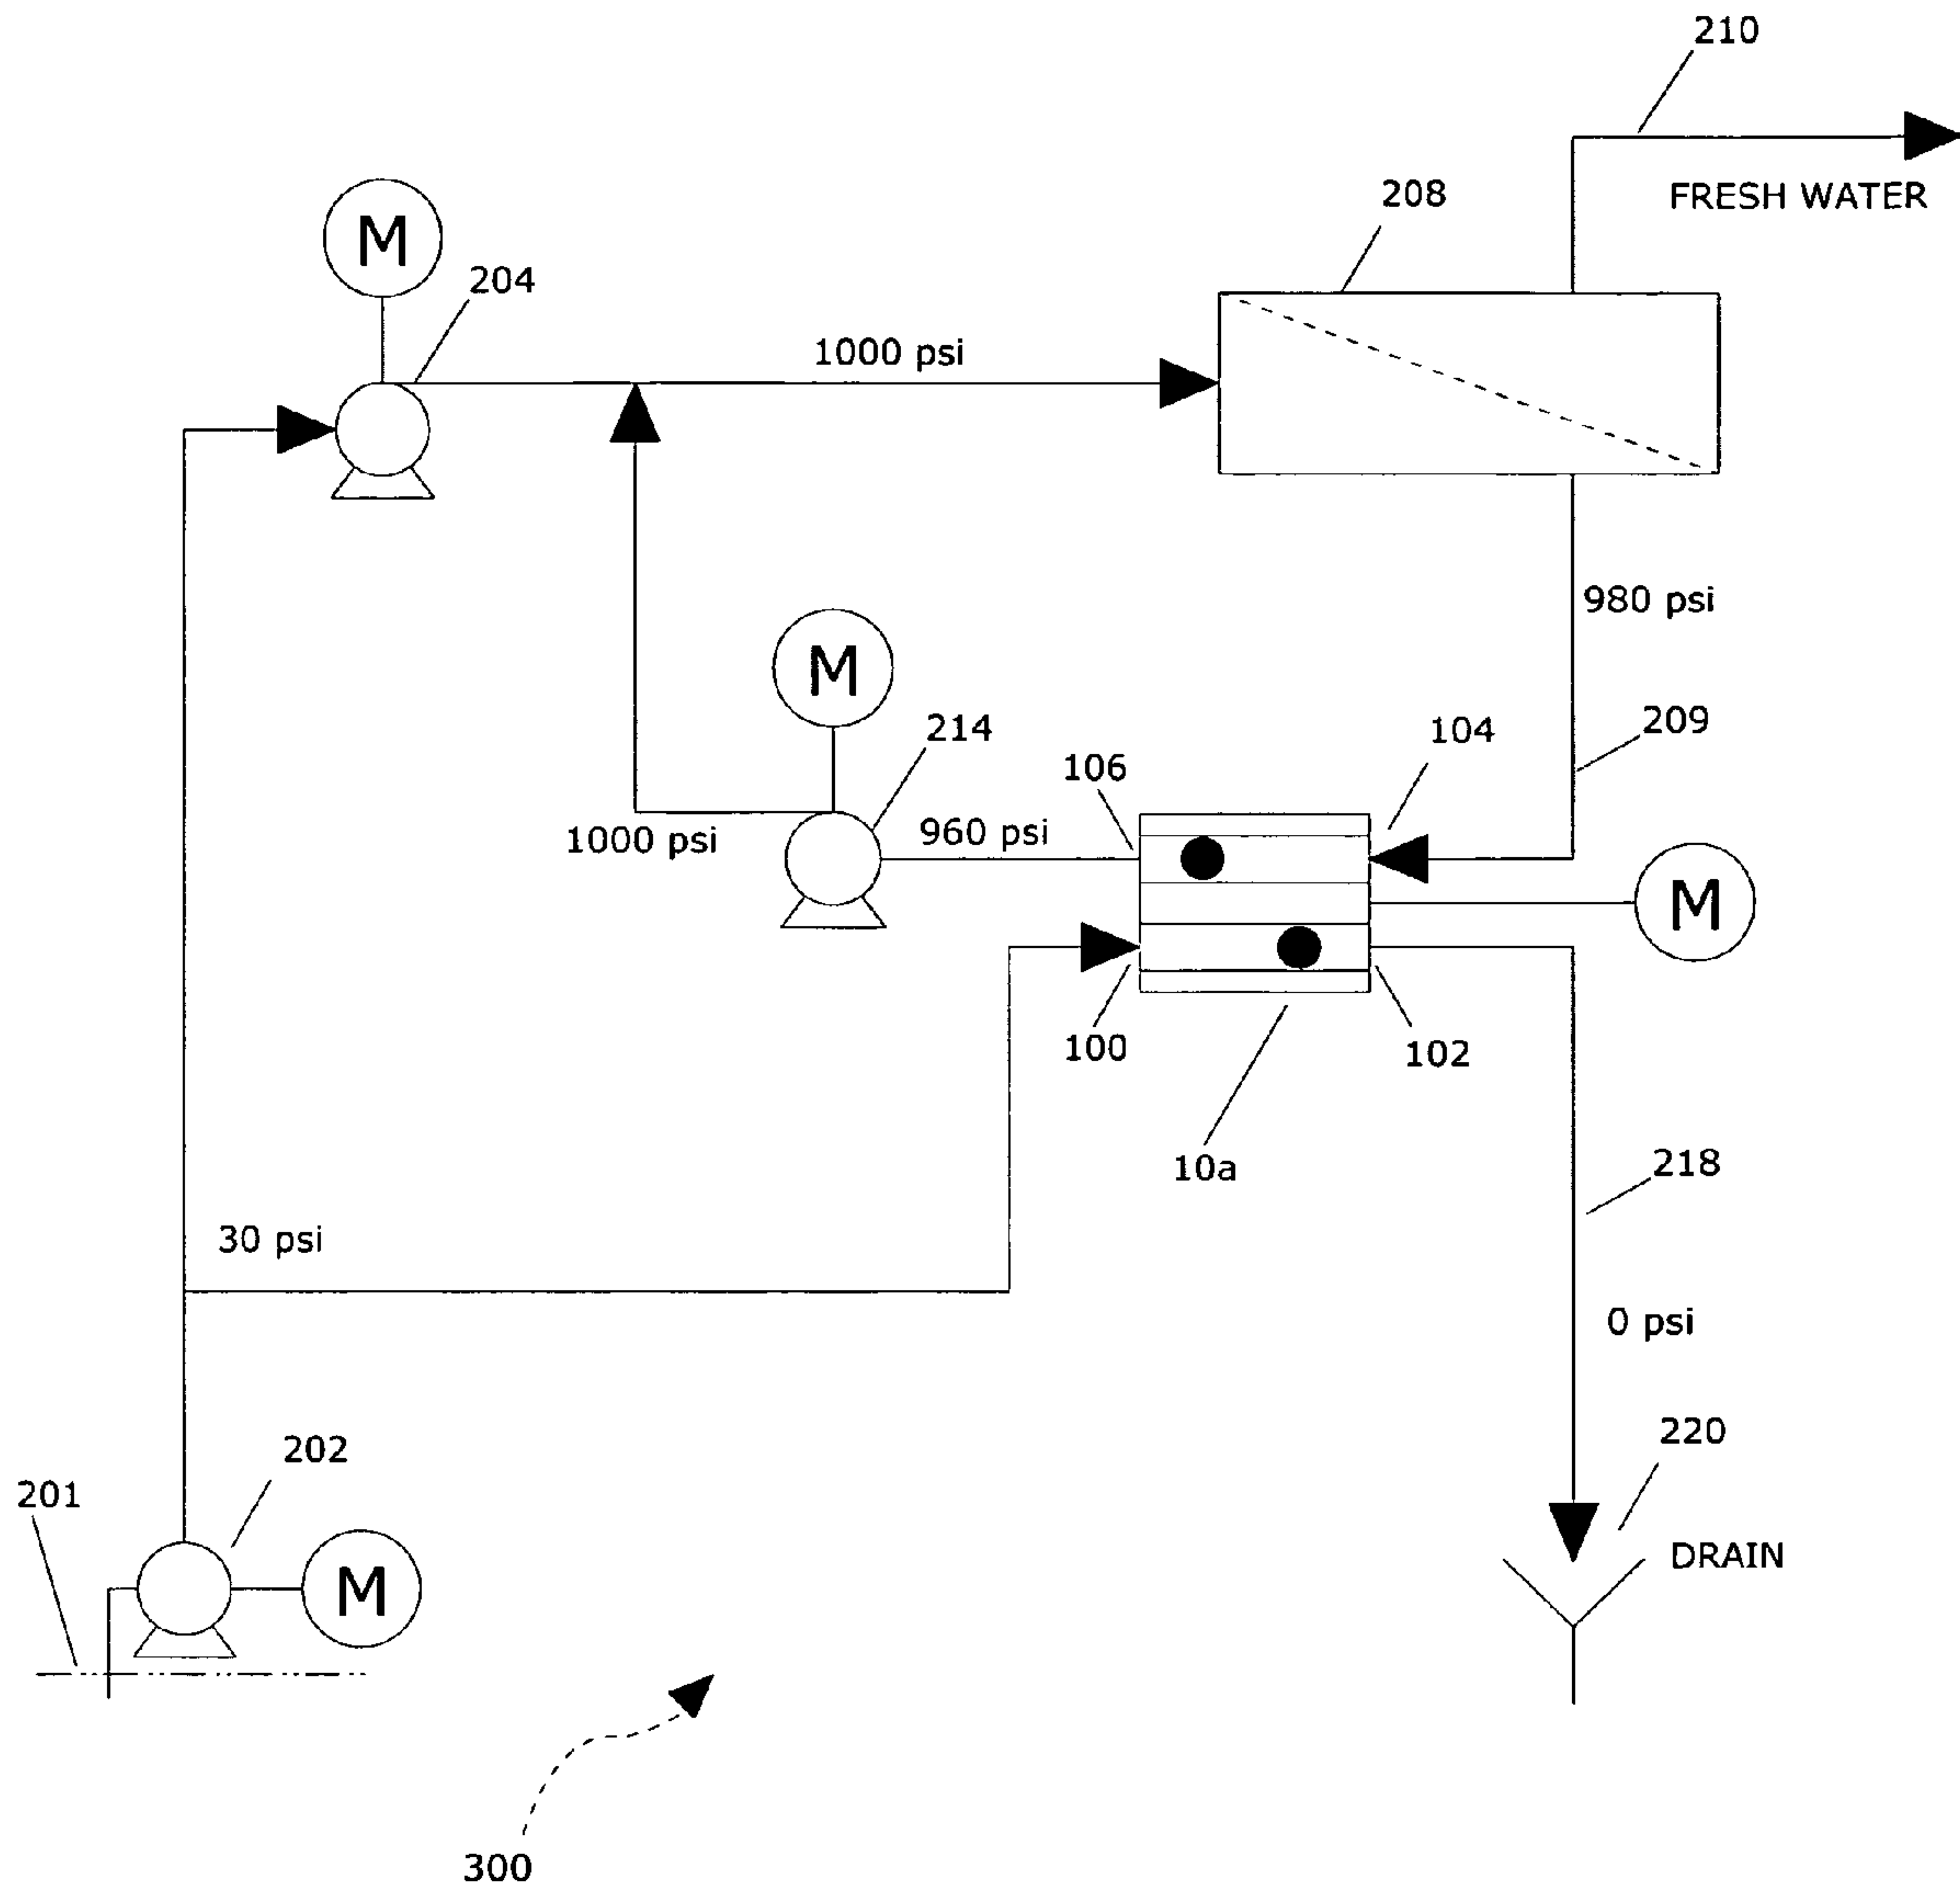 210
208
FRESH WATER
M
204
1000 psi
980 psi
M
214
209
104
106
960 psi
1000 psi
M
100
102
10a
218
30 psi
0 psi
220
202
201
DRAIN
M
300